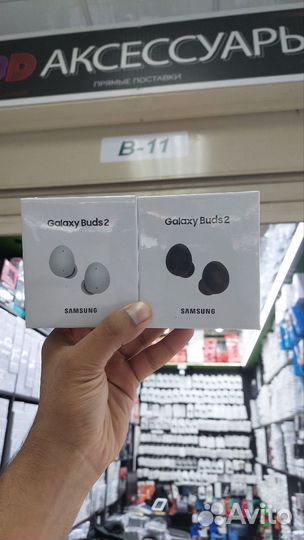 D АКСЕССУАРЫ
ПРЯМЫЕ ПОСТАВКИ
B-11
Galaxy Buds2
SAMSUNG
Galaxy Buds2
SAMSUNG
Avito